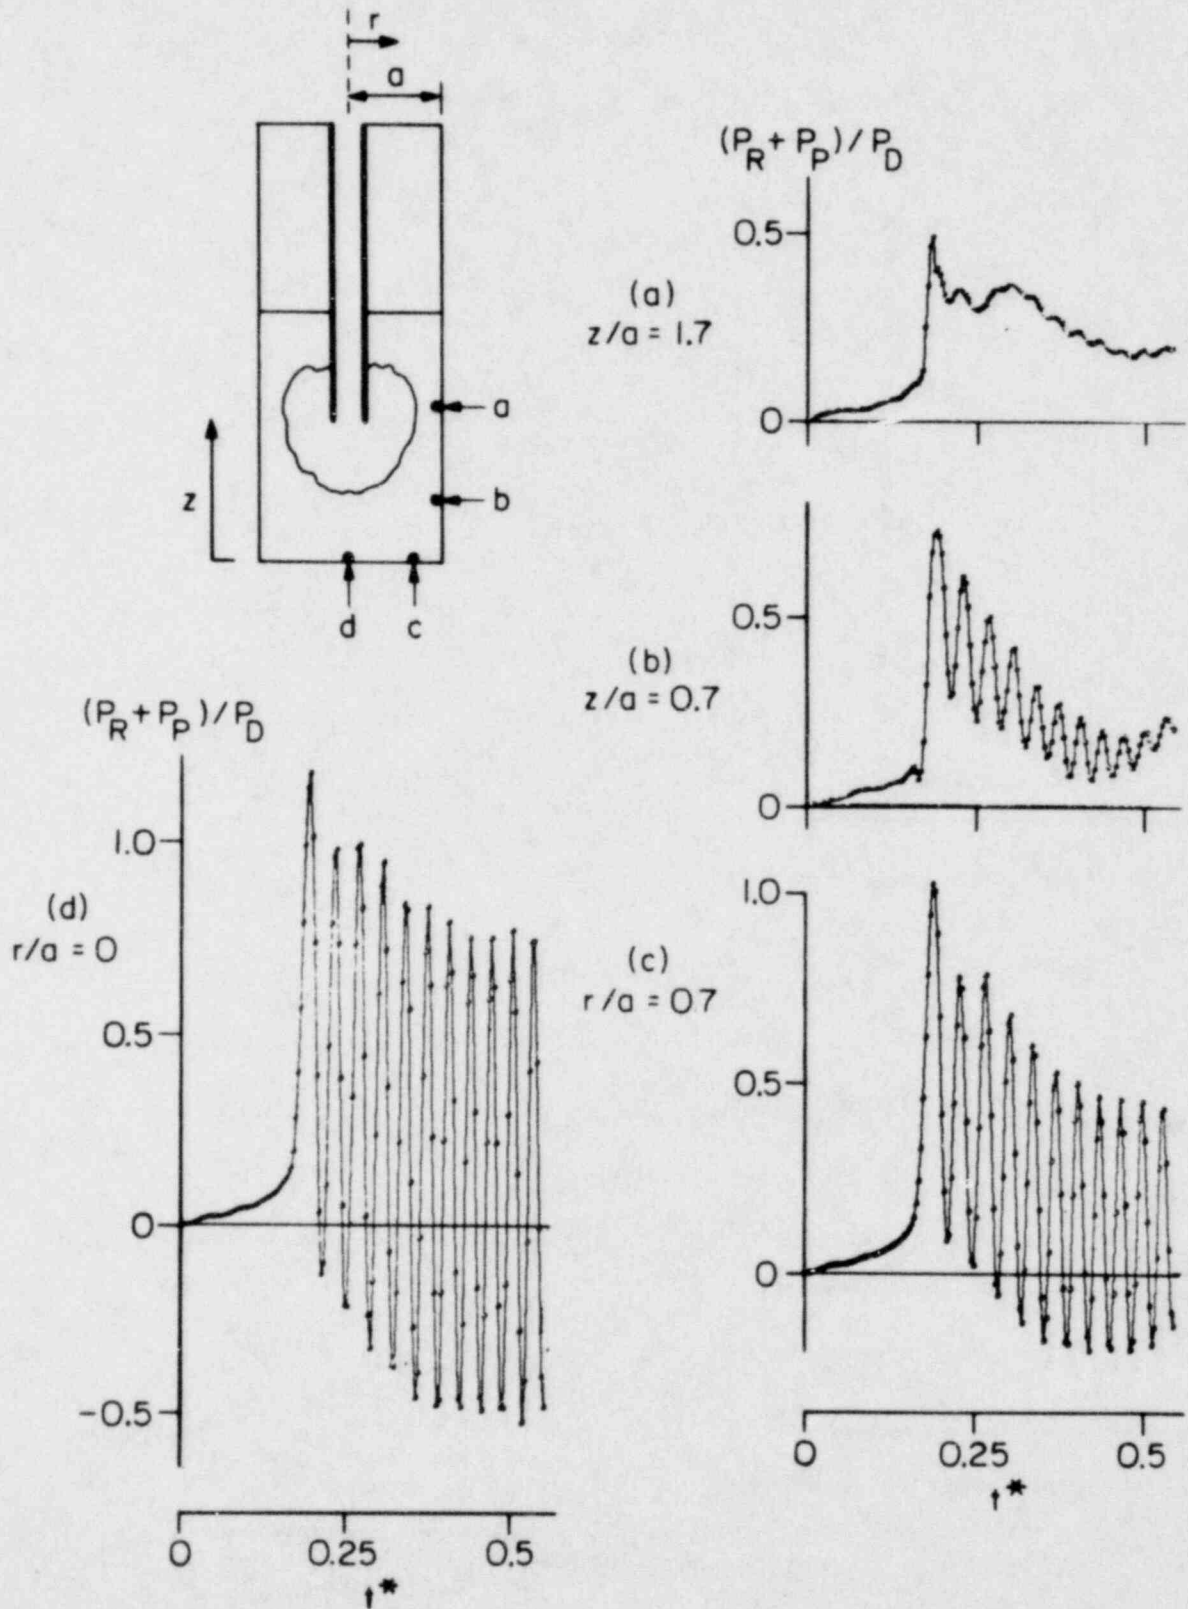 r
a
(P_R + P_P) / P_D
0.5
(a)
z/a = 1.7
0
a
z
b
d
c
0.5
(b)
z/a = 0.7
0
(P_R + P_P) / P_D
1.0
(d)
r/a = 0
0.5
0
-0.5
0
0.25
0.5
t*
1.0
(c)
r/a = 0.7
0.5
0
0
0.25
0.5
t*